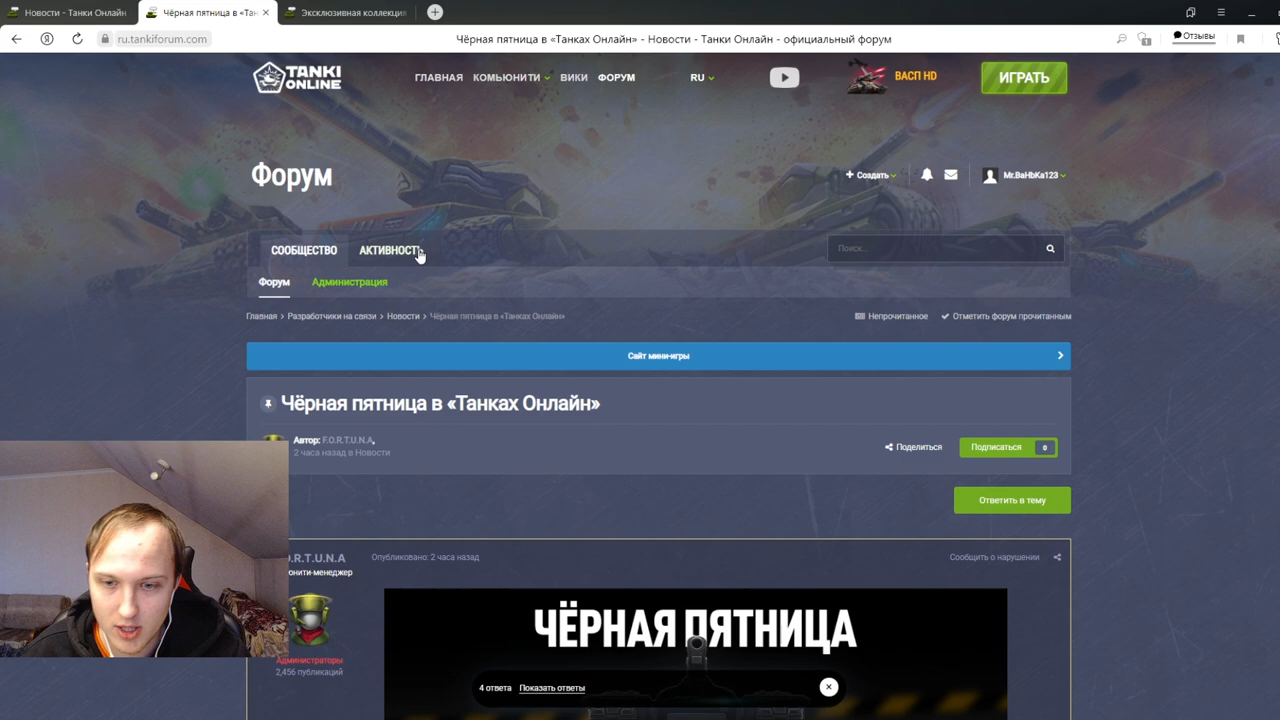 Новости - Танки Онлайн
Чёрная пятница в «Тан
Эксклюзивная коллекци
ru.tankiforum.com
Чёрная пятница в «Танках Онлайн» - Новости - Танки Онлайн - официальный форум
1
Отзывы
TANKI ONLINE
ГЛАВНАЯ
КОМЬЮНИТИ
ВИКИ
ФОРУМ
RU
ВАСП HD
ИГРАТЬ
Форум
Создать
Mr.BaHbKa123
СООБЩЕСТВО
АКТИВНОСТЬ
Поиск...
Форум
Администрация
Главная > Разработчики на связи > Новости > Чёрная пятница в «Танках Онлайн»
Непрочитанное
Отметить форум прочитанным
Сайт мини-игры
Чёрная пятница в «Танках Онлайн»
Автор: F.O.R.T.U.N.A,
2 часа назад в Новости
Поделиться
Подписаться 0
Ответить в тему
O.R.T.U.N.A
Опубликовано: 2 часа назад
Сообщить о нарушении
онити-менеджер
Администраторы
2,456 публикаций
ЧЁРНАЯ ПЯТНИЦА
4 ответа Показать ответы